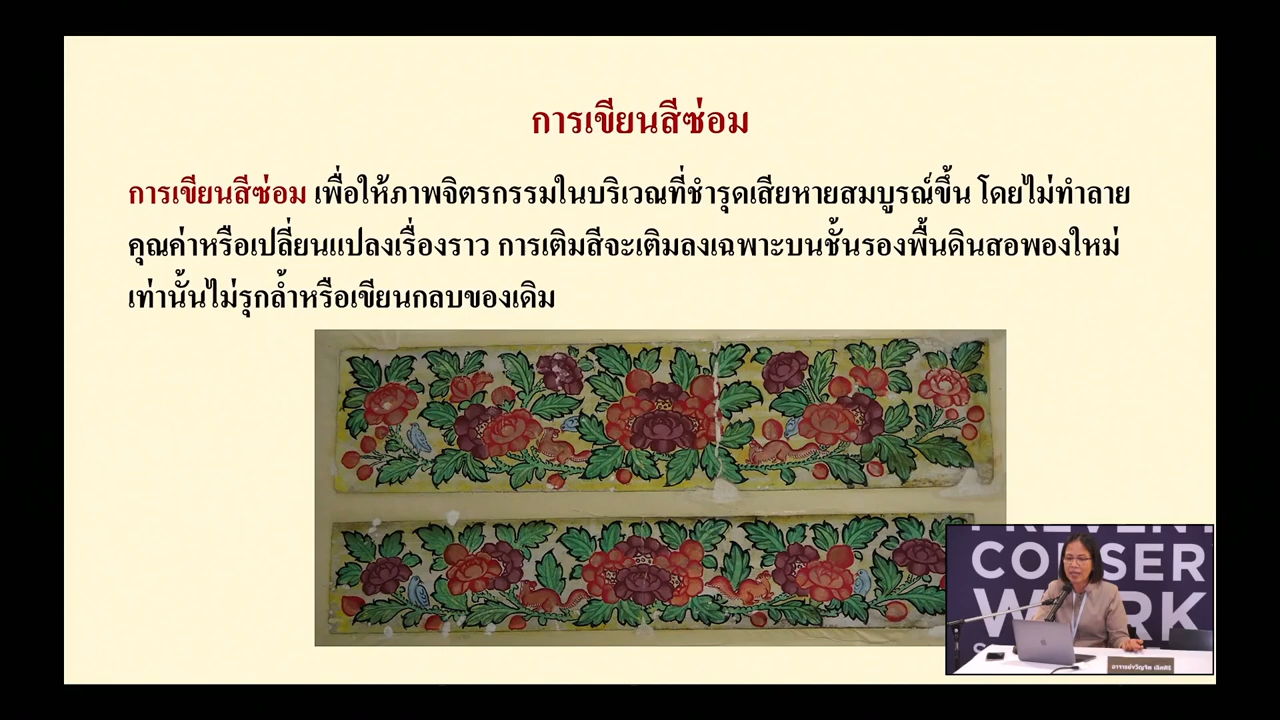 การเขียนสีซ่อม
การเขียนสีซ่อม เพื่อให้ภาพจิตรกรรมในบริเวณที่ชำรุดเสียหายสมบูรณ์ขึ้น โดยไม่ทำลาย
คุณค่าหรือเปลี่ยนแปลงเรื่องราว การเติมสีจะเติมลงเฉพาะบนชั้นรองพื้นดินสอพองใหม่
เท่านั้นไม่รุกล้ำหรือเขียนกลบของเดิม
CONSER
WORK